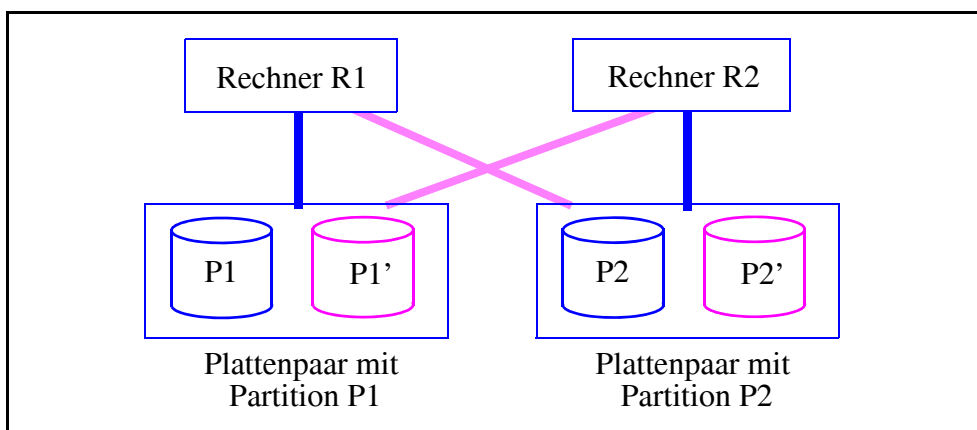 Rechner R1
Rechner R2
P1
P1’
P2
P2’
Plattenpaar mit
Partition P1
Plattenpaar mit
Partition P2